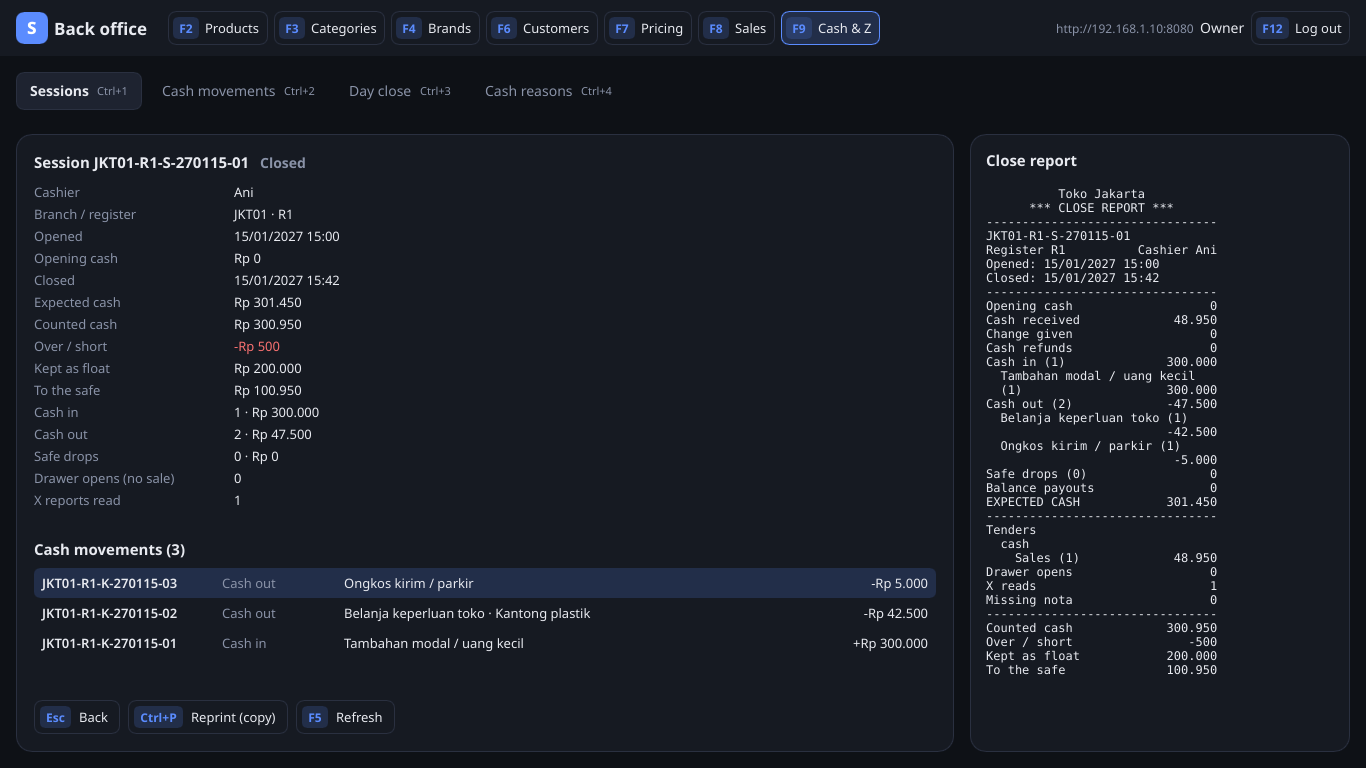 S Back office F2 Products F3 Categories F4 Brands F6 Customers F7 Pricing F8 Sales F9 Cash & Z http://192.168.1.10:8080 Owner F12 Log out
Sessions Ctrl+1 Cash movements Ctrl+2 Day close Ctrl+3 Cash reasons Ctrl+4
Session JKT01-R1-S-270115-01 Closed
Cashier Ani
Branch / register JKT01 · R1
Opened 15/01/2027 15:00
Opening cash Rp 0
Closed 15/01/2027 15:42
Expected cash Rp 301.450
Counted cash Rp 300.950
Over / short -Rp 500
Kept as float Rp 200.000
To the safe Rp 100.950
Cash in 1 · Rp 300.000
Cash out 2 · Rp 47.500
Safe drops 0 · Rp 0
Drawer opens (no sale) 0
X reports read 1
Cash movements (3)
JKT01-R1-K-270115-03 Cash out Ongkos kirim / parkir -Rp 5.000
JKT01-R1-K-270115-02 Cash out Belanja keperluan toko · Kantong plastik -Rp 42.500
JKT01-R1-K-270115-01 Cash in Tambahan modal / uang kecil +Rp 300.000
Esc Back Ctrl+P Reprint (copy) F5 Refresh
Close report
Toko Jakarta
*** CLOSE REPORT ***
--------------------------------
JKT01-R1-S-270115-01
Register R1 Cashier Ani
Opened: 15/01/2027 15:00
Closed: 15/01/2027 15:42
--------------------------------
Opening cash 0
Cash received 48.950
Change given 0
Cash refunds 0
Cash in (1) 300.000
Tambahan modal / uang kecil
(1) 300.000
Cash out (2) -47.500
Belanja keperluan toko (1)
-42.500
Ongkos kirim / parkir (1)
-5.000
Safe drops (0) 0
Balance payouts 0
EXPECTED CASH 301.450
--------------------------------
Tenders
cash
Sales (1) 48.950
Drawer opens 0
X reads 1
Missing nota 0
--------------------------------
Counted cash 300.950
Over / short -500
Kept as float 200.000
To the safe 100.950